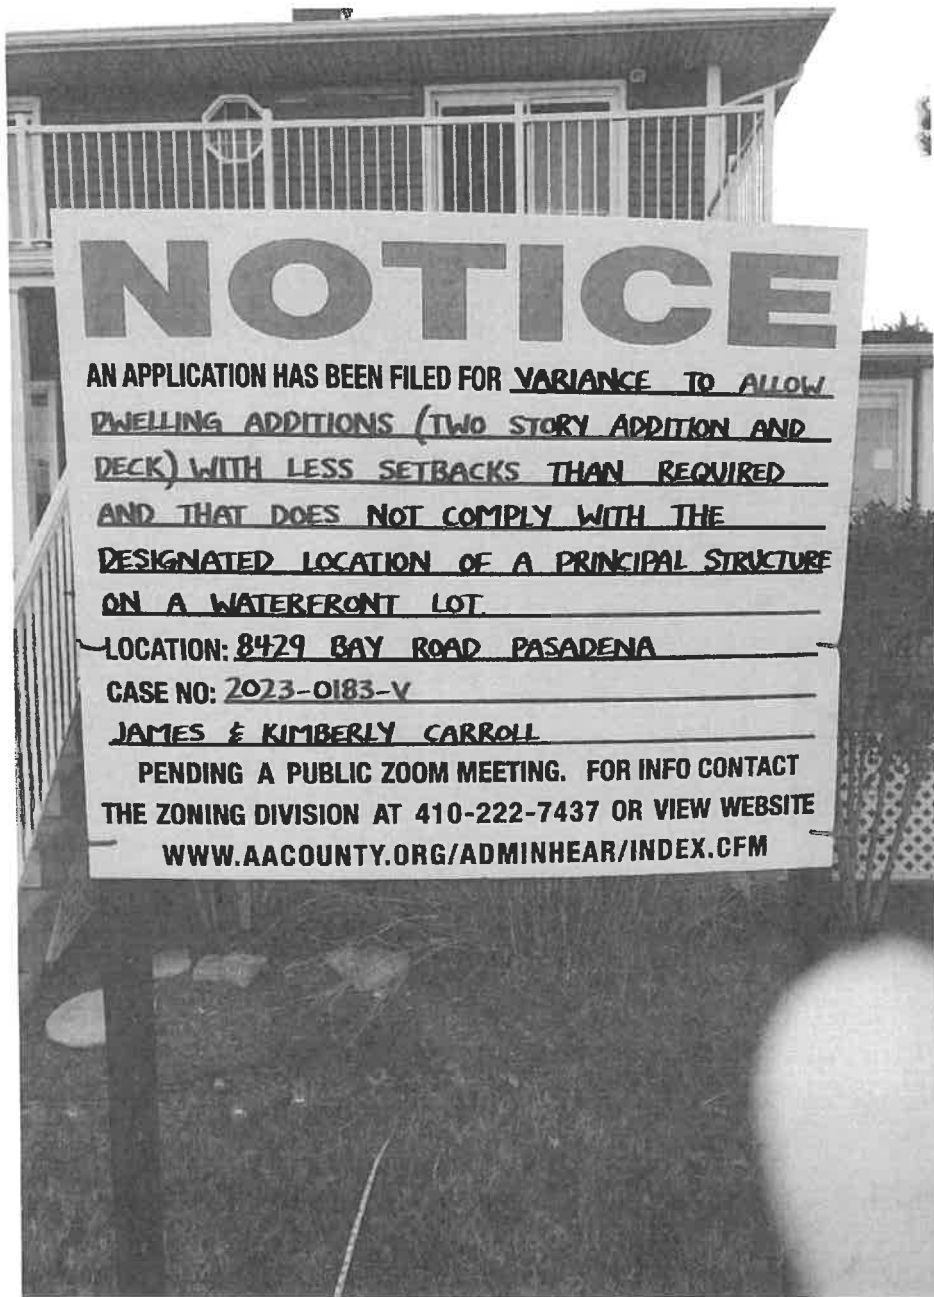 NOTICE
AN APPLICATION HAS BEEN FILED FOR VARIANCE TO ALLOW
DWELLING ADDITIONS (TWO STORY ADDITION AND
DECK) WITH LESS SETBACKS THAN REQUIRED
AND THAT DOES NOT COMPLY WITH THE
DESIGNATED LOCATION OF A PRINCIPAL STRUCTURE
ON A WATERFRONT LOT.
LOCATION: 8429 BAY ROAD PASADENA
CASE NO: 2023-0183-V
JAMES & KIMBERLY CARROLL
PENDING A PUBLIC ZOOM MEETING. FOR INFO CONTACT
THE ZONING DIVISION AT 410-222-7437 OR VIEW WEBSITE
WWW.AACOUNTY.ORG/ADMINHEAR/INDEX.CFM